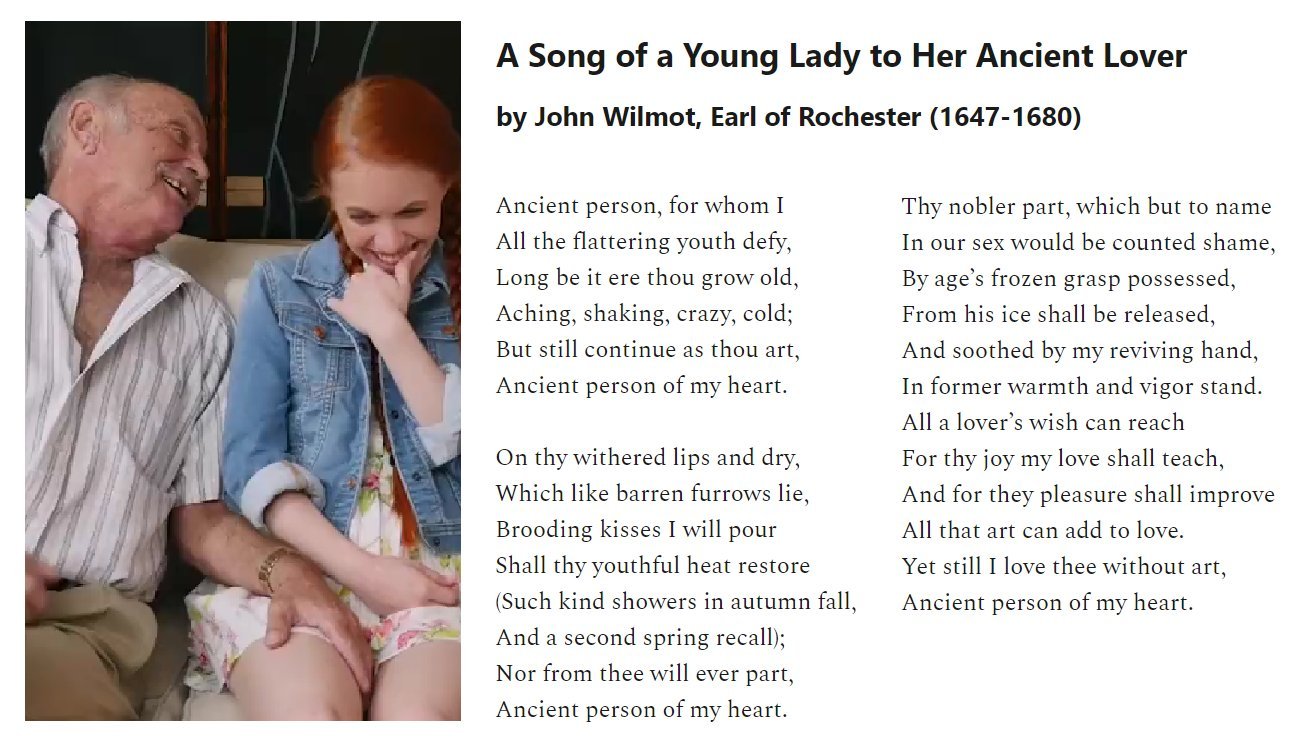 A Song of a Young Lady to Her Ancient Lover
by John Wilmot, Earl of Rochester (1647-1680)
Ancient person, for whom I
All the flattering youth defy,
Long be it ere thou grow old,
Aching, shaking, crazy, cold;
But still continue as thou art,
Ancient person of my heart.
On thy withered lips and dry,
Which like barren furrows lie,
Brooding kisses I will pour
Shall thy youthful heat restore
(Such kind showers in autumn fall,
And a second spring recall);
Nor from thee will ever part,
Ancient person of my heart.
Thy nobler part, which but to name
In our sex would be counted shame,
By age’s frozen grasp possessed,
From his ice shall be released,
And soothed by my reviving hand,
In former warmth and vigor stand.
All a lover’s wish can reach
For thy joy my love shall teach,
And for they pleasure shall improve
All that art can add to love.
Yet still I love thee without art,
Ancient person of my heart.